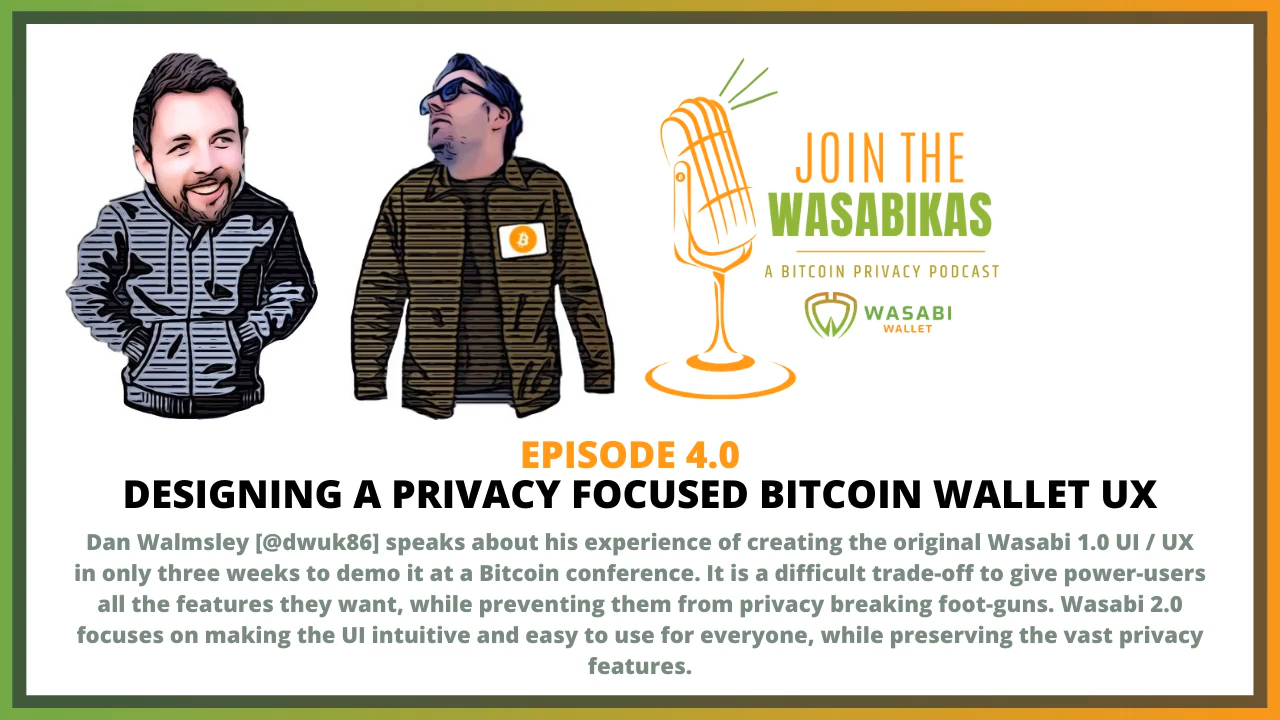 JOIN THE
WASABIKAS
A BITCOIN PRIVACY PODCAST
WASABI
WALLET
EPISODE 4.0
DESIGNING A PRIVACY FOCUSED BITCOIN WALLET UX
Dan Walmsley [@dwuk86] speaks about his experience of creating the original Wasabi 1.0 UI / UX
in only three weeks to demo it at a Bitcoin conference. It is a difficult trade-off to give power-users
all the features they want, while preventing them from privacy breaking foot-guns. Wasabi 2.0
focuses on making the UI intuitive and easy to use for everyone, while preserving the vast privacy
features.